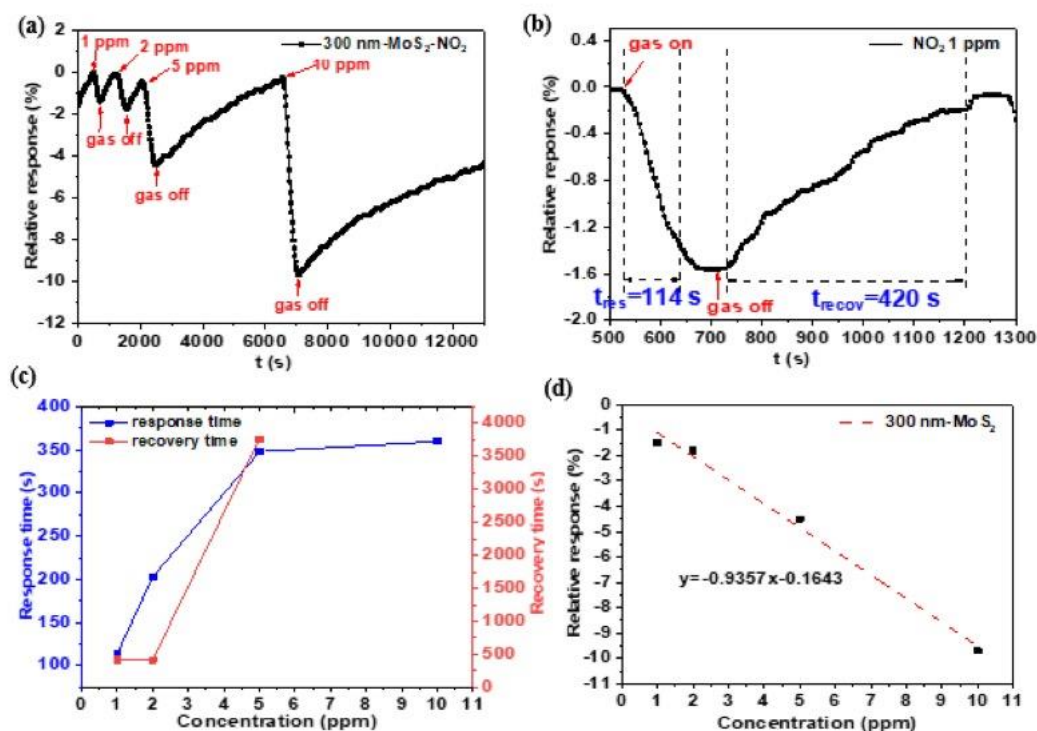 (a)
300 nm-MoS2-NO2
1 ppm
2 ppm
5 ppm
10 ppm
gas off
gas off
gas off
Relative response (%)
2
0
-2
-4
-6
-8
-10
-12
0 2000 4000 6000 8000 10000 12000
t (s)
(b)
NO2 1 ppm
gas on
gas off
tres=114 s
trecov=420 s
Relative reponse (%)
0.4
0.0
-0.4
-0.8
-1.2
-1.6
-2.0
500 600 700 800 900 1000 1100 1200 1300
t (s)
(c)
response time
recovery time
Response time (s)
400
350
300
250
200
150
100
Recovery time (s)
4000
3500
3000
2500
2000
1500
1000
500
0
0 1 2 3 4 5 6 7 8 9 10 11
Concentration (ppm)
(d)
300 nm-MoS2
y=-0.9357x-0.1643
Relative response (%)
0
-1
-2
-3
-4
-5
-6
-7
-8
-9
-10
-11
0 1 2 3 4 5 6 7 8 9 10 11
Concentration (ppm)